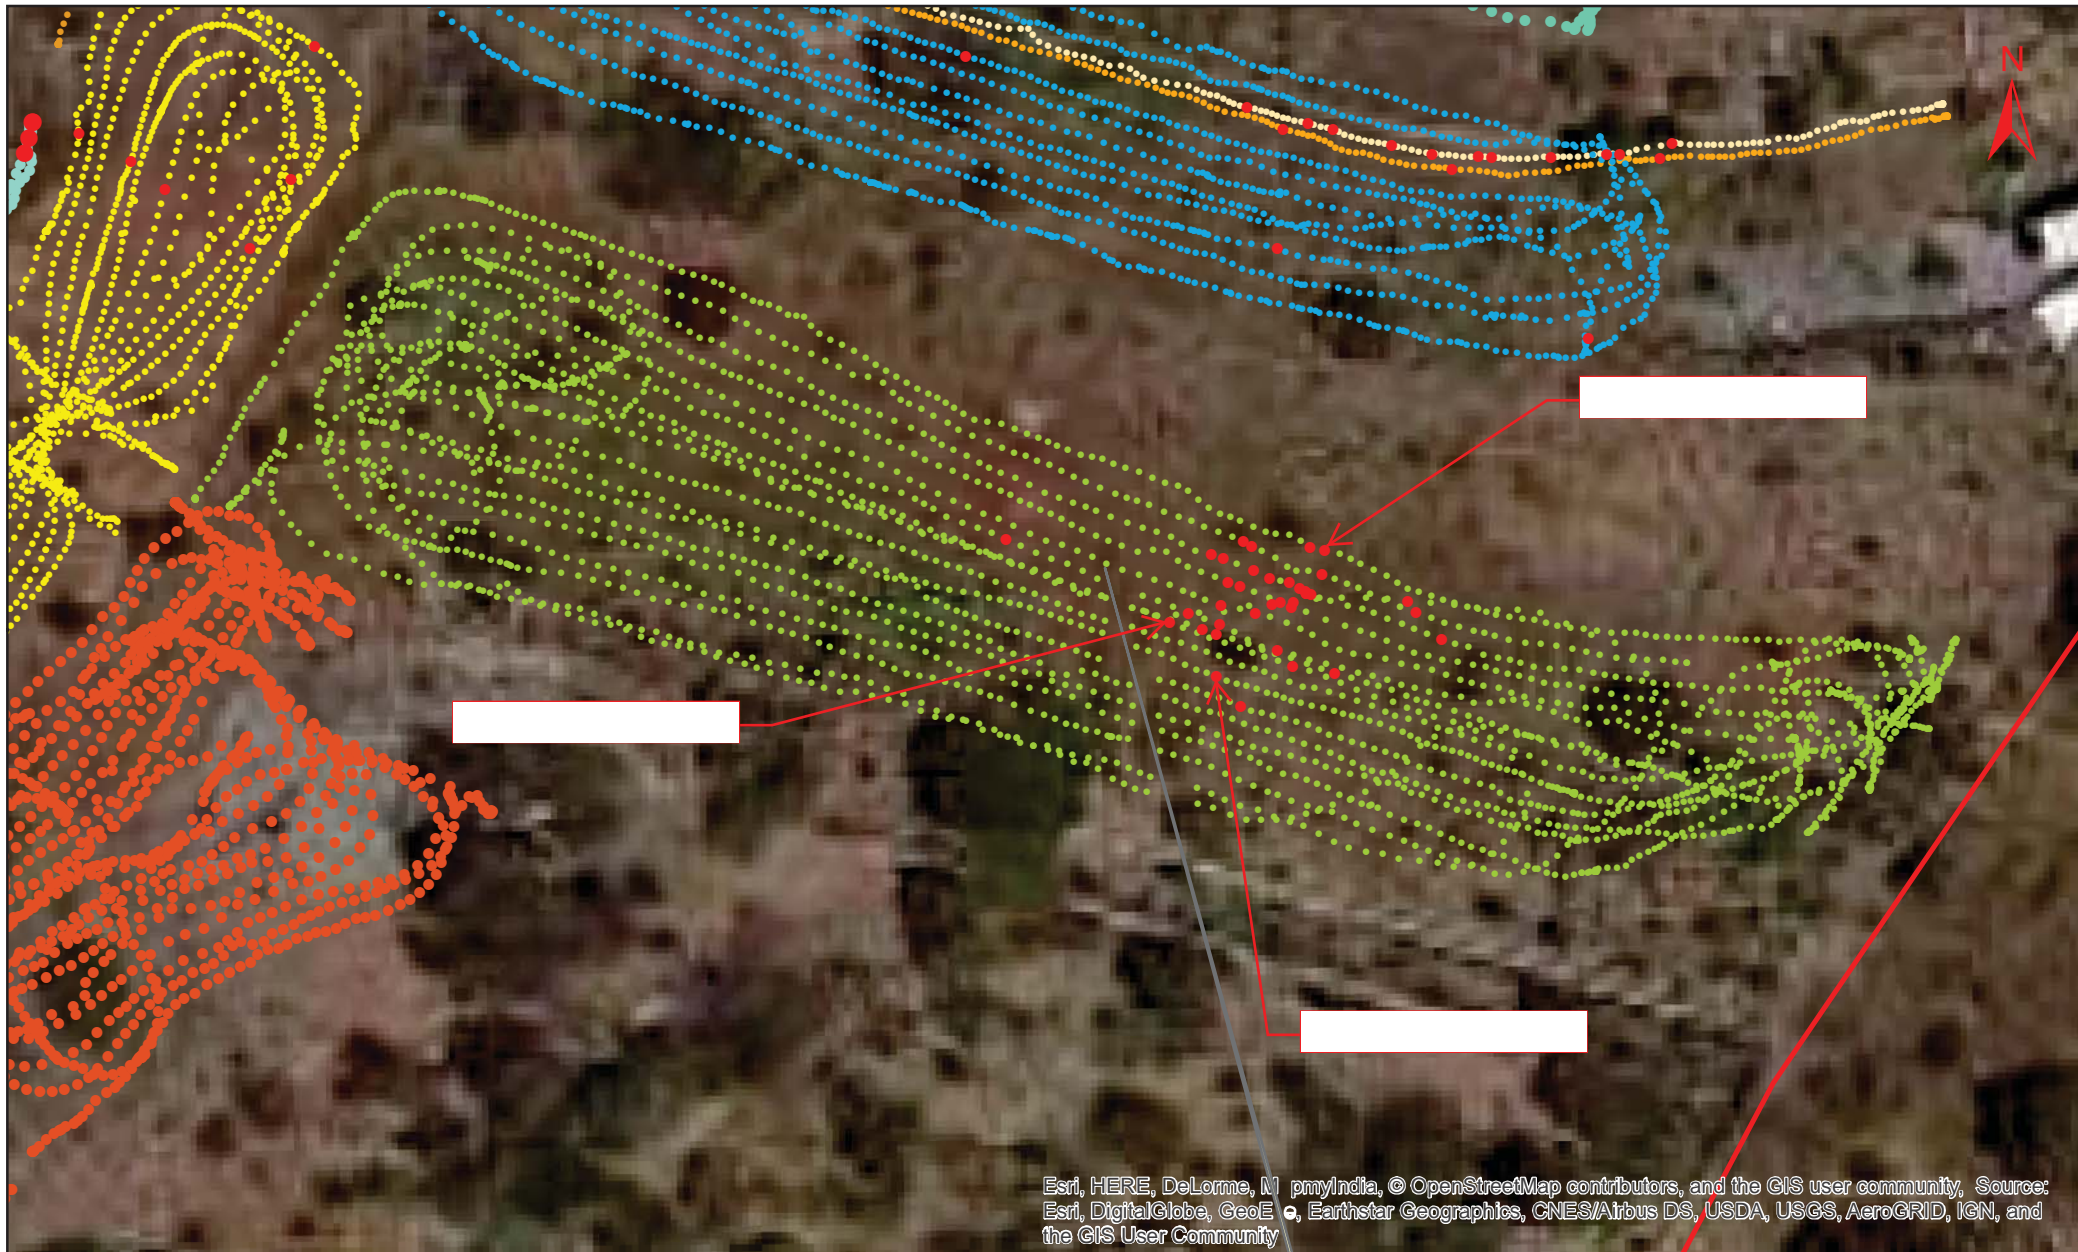 N
Esri, HERE, DeLorme, M pmyIndia, © OpenStreetMap contributors, and the GIS user community, Source:
Esri, DigitalGlobe, GeoE e, Earthstar Geographics, CNES/Airbus DS, USDA, USGS, AeroGRID, IGN, and
the GIS User Community